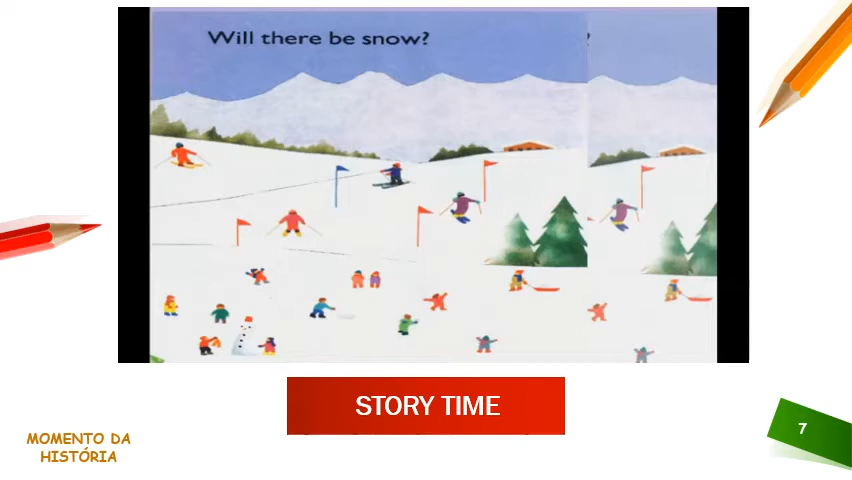 Will there be snow?
?
STORY TIME
MOMENTO DA
HISTÓRIA
7